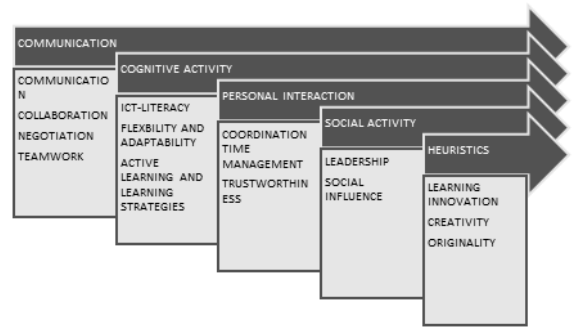 COMMUNICATION
COMMUNICATIO
N
COLLABORATION
NEGOTIATION
TEAMWORK
COGNITIVE ACTIVITY
ICT-LITERACY
FLEXBILITY AND
ADAPTABILITY
ACTIVE
LEARNING AND
LEARNING
STRATEGIES
PERSONAL INTERACTION
COORDINATION
TIME
MANAGEMENT
TRUSTWORTHIN
ESS
SOCIAL ACTIVITY
LEADERSHIP
SOCIAL
INFLUENCE
HEURISTICS
LEARNING
INNOVATION
CREATIVITY
ORIGINALITY